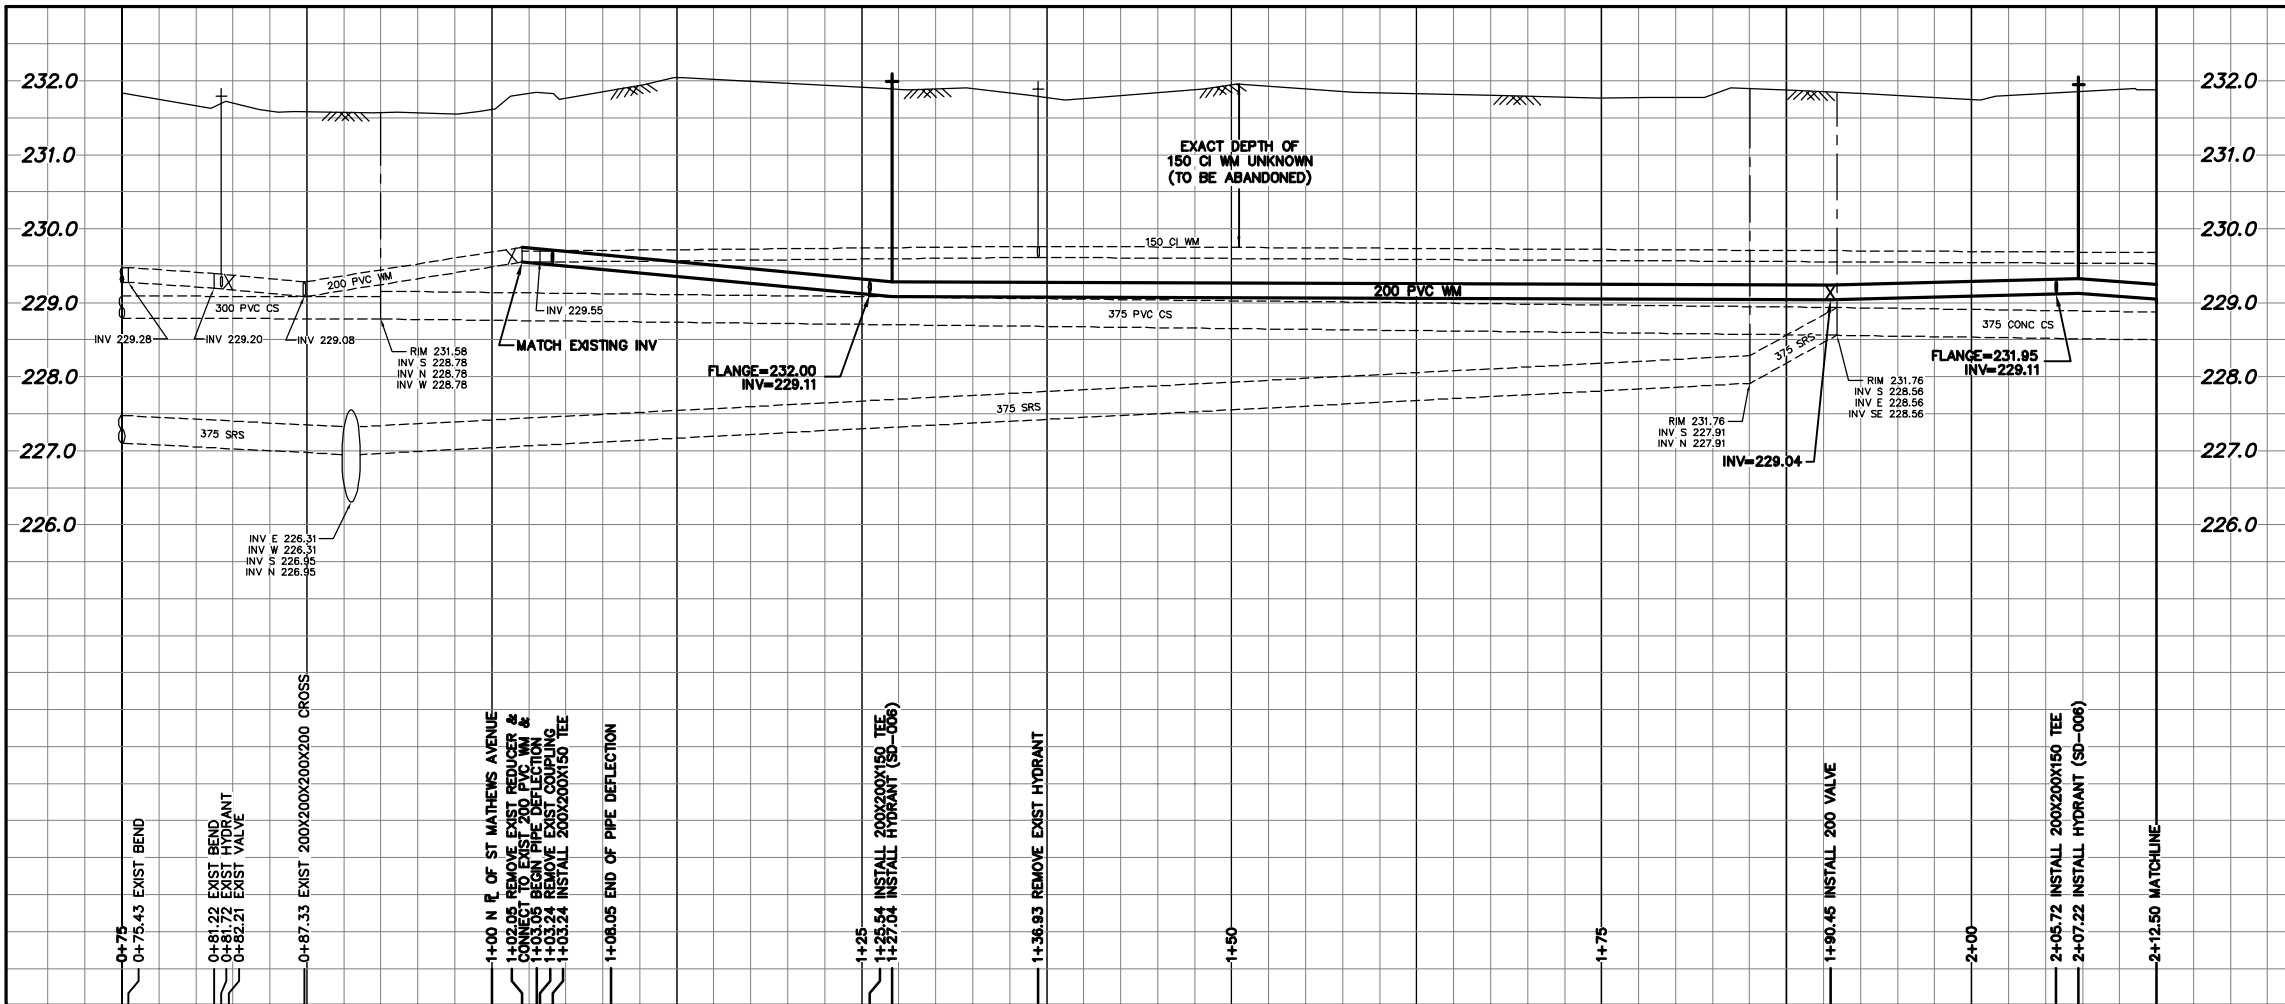 232.0
232.0
231.0
231.0
230.0
230.0
229.0
229.0
228.0
228.0
227.0
227.0
226.0
226.0
EXACT DEPTH OF
150 CI WM UNKNOWN
(TO BE ABANDONED)
150 CI WM
200 PVC WM
200 PVC WM
300 PVC CS
375 PVC CS
375 CONC CS
INV 229.28
INV 229.20
INV 229.08
INV 229.55
MATCH EXISTING INV
RIM 231.58
INV S 228.78
INV N 228.78
INV W 228.78
FLANGE=232.00
INV=229.11
375 SRS
375 SRS
375 SRS
FLANGE=231.95
INV=229.11
RIM 231.76
INV S 228.56
INV E 228.56
INV SE 228.56
RIM 231.76
INV S 227.91
INV N 227.91
INV=229.04
INV E 226.31
INV W 226.31
INV S 226.95
INV N 226.95
0+75
0+75.43 EXIST BEND
0+81.22 EXIST BEND
0+81.72 EXIST HYDRANT
0+82.21 EXIST VALVE
0+87.33 EXIST 200X200X200X200 CROSS
1+00 N PL OF ST MATHEWS AVENUE
1+02.05 REMOVE EXIST REDUCER &
CONNECT TO EXIST 200 PVC WM &
1+03.05 BEGIN PIPE DEFLECTION
1+03.24 REMOVE EXIST COUPLING
1+03.24 INSTALL 200X200X150 TEE
1+08.05 END OF PIPE DEFLECTION
1+25
1+25.54 INSTALL 200X200X150 TEE
1+27.04 INSTALL HYDRANT (SD-006)
1+36.93 REMOVE EXIST HYDRANT
1+50
1+75
1+90.45 INSTALL 200 VALVE
2+00
2+05.72 INSTALL 200X200X150 TEE
2+07.22 INSTALL HYDRANT (SD-006)
2+12.50 MATCHLINE